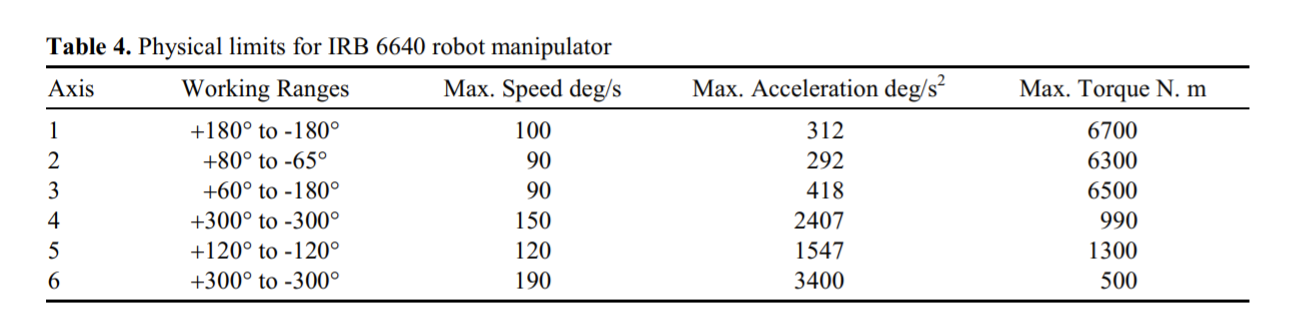 Table 4. Physical limits for IRB 6640 robot manipulator
Axis Working Ranges Max. Speed deg/s Max. Acceleration deg/s² Max. Torque N. m
1 +180° to -180° 100 312 6700
2 +80° to -65° 90 292 6300
3 +60° to -180° 90 418 6500
4 +300° to -300° 150 2407 990
5 +120° to -120° 120 1547 1300
6 +300° to -300° 190 3400 500